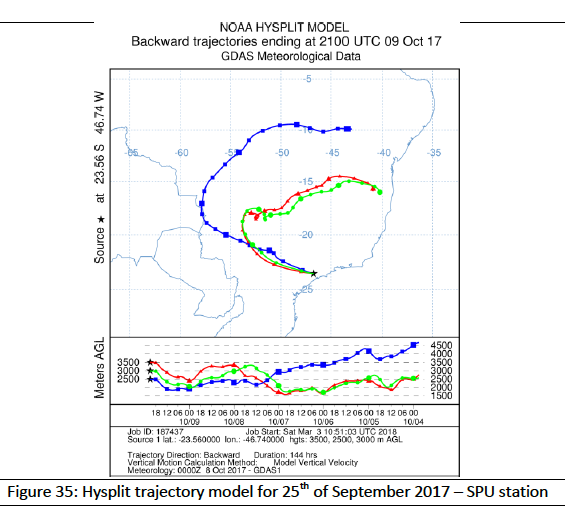 NOAA HYSPLIT MODEL
Backward trajectories ending at 2100 UTC 09 Oct 17
GDAS Meteorological Data
Source ★ at 23.56 S 46.74 W
-5
-10
-65 -60 -55 -50 -45 -40 -35
-15
-20
-25
Meters AGL
3500
3000
2500
4500
4000
3500
3000
2500
2000
1500
18 12 06 00 18 12 06 00 18 12 06 00 18 12 06 00 18 12 06 00 18 12 06 00
10/09 10/08 10/07 10/06 10/05 10/04
Job ID: 187437 Job Start: Sat Mar 3 10:51:03 UTC 2018
Source 1 lat.: -23.560000 lon.: -46.740000 hgts: 3500, 2500, 3000 m AGL
Trajectory Direction: Backward Duration: 144 hrs
Vertical Motion Calculation Method: Model Vertical Velocity
Meteorology: 0000Z 8 Oct 2017 - GDAS1
Figure 35: Hysplit trajectory model for 25th of September 2017 – SPU station